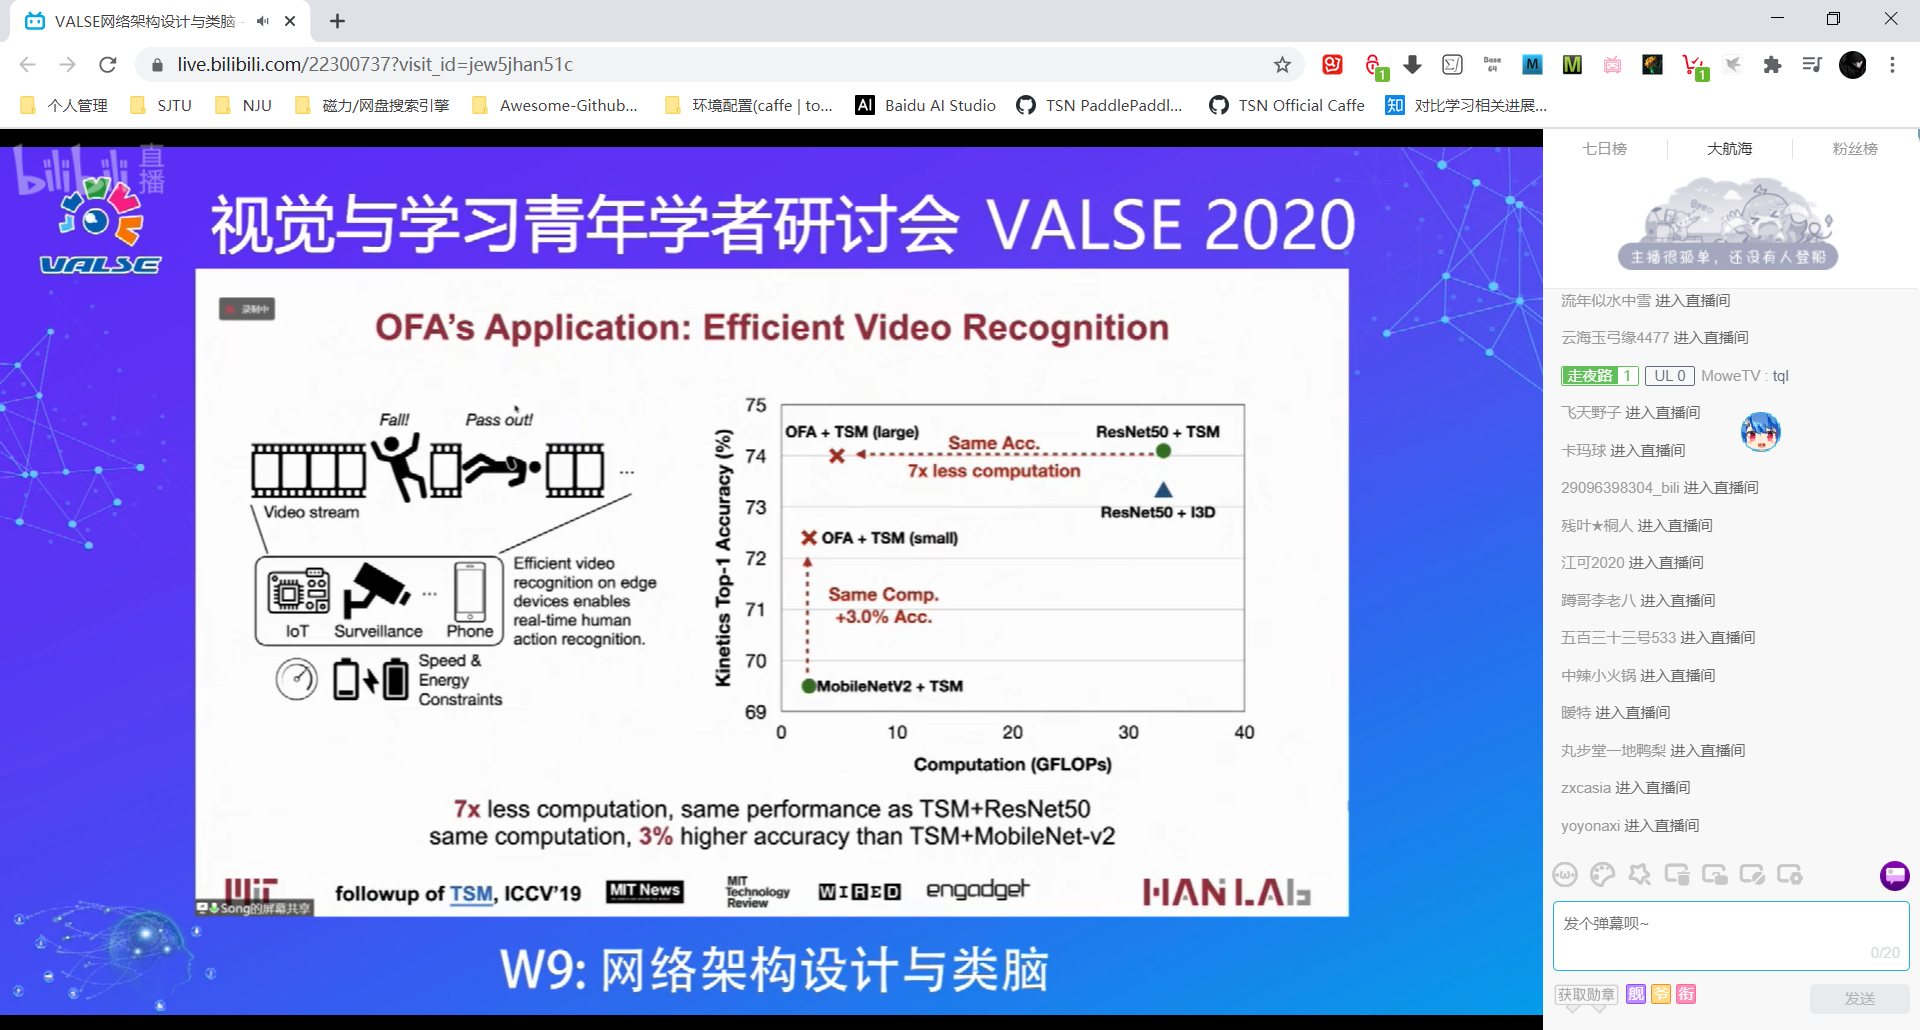 VALSE网络架构设计与类脑
live.bilibili.com/22300737?visit_id=jew5jhan51c
个人管理
SJTU
NJU
磁力/网盘搜索引擎
Awesome-Github...
环境配置(caffe | to...
Baidu AI Studio
TSN PaddlePaddl...
TSN Official Caffe
知
对比学习相关进展...
bilibili 直播
VALSE
视觉与学习青年学者研讨会 VALSE 2020
录制中
OFA's Application: Efficient Video Recognition
Fall!
Pass out!
...
Video stream
IoT
Surveillance
...
Phone
Efficient video
recognition on edge
devices enables
real-time human
action recognition.
Speed &
Energy
Constraints
Kinetics Top-1 Accuracy (%)
75
74
73
72
71
70
69
OFA + TSM (large)
Same Acc.
7x less computation
ResNet50 + TSM
ResNet50 + I3D
OFA + TSM (small)
Same Comp.
+3.0% Acc.
MobileNetV2 + TSM
0
10
20
30
40
Computation (GFLOPs)
7x less computation, same performance as TSM+ResNet50
same computation, 3% higher accuracy than TSM+MobileNet-v2
MIT
followup of TSM, ICCV'19
MIT News
MIT
Technology
Review
WIRED
engadget
HAN LAb
Song的屏幕共享
W9: 网络架构设计与类脑
七日榜
大航海
粉丝榜
主播很孤单，还没有人登船
流年似水中雪 进入直播间
云海玉弓缘4477 进入直播间
走夜路 1 UL 0 MoweTV : tql
飞天野子 进入直播间
卡玛球 进入直播间
29096398304_bili 进入直播间
残叶★桐人 进入直播间
江可2020 进入直播间
蹲哥李老八 进入直播间
五百三十三号533 进入直播间
中辣小火锅 进入直播间
暧特 进入直播间
丸步堂一地鸭梨 进入直播间
zxcasia 进入直播间
yoyonaxi 进入直播间
发个弹幕呗~
0/20
获取勋章
舰
爷
衔
发送